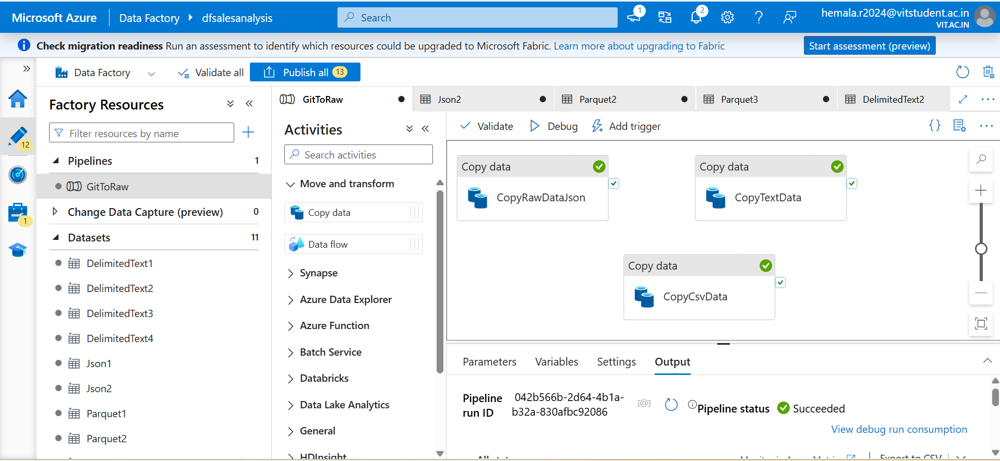 Microsoft Azure
Data Factory
dfsalesanalysis
Search
1
2
hemala.r2024@vitstudent.ac.in
VIT.AC.IN
Check migration readiness Run an assessment to identify which resources could be upgraded to Microsoft Fabric. Learn more about upgrading to Fabric
Start assessment (preview)
Data Factory
Validate all
Publish all 13
12
1
Factory Resources
Filter resources by name
Pipelines 1
GitToRaw
Change Data Capture (preview) 0
Datasets 11
DelimitedText1
DelimitedText2
DelimitedText3
DelimitedText4
Json1
Json2
Parquet1
Parquet2
GitToRaw
Json2
Parquet2
Parquet3
DelimitedText2
Activities
Search activities
Move and transform
Copy data
Data flow
Synapse
Azure Data Explorer
Azure Function
Batch Service
Databricks
Data Lake Analytics
General
HDInsight
Validate
Debug
Add trigger
Copy data
CopyRawDataJson
Copy data
CopyTextData
Copy data
CopyCsvData
Parameters
Variables
Settings
Output
Pipeline run ID
042b566b-2d64-4b1a-
b32a-830afbc92086
[@]
Pipeline status
Succeeded
View debug run consumption
Export to CSV